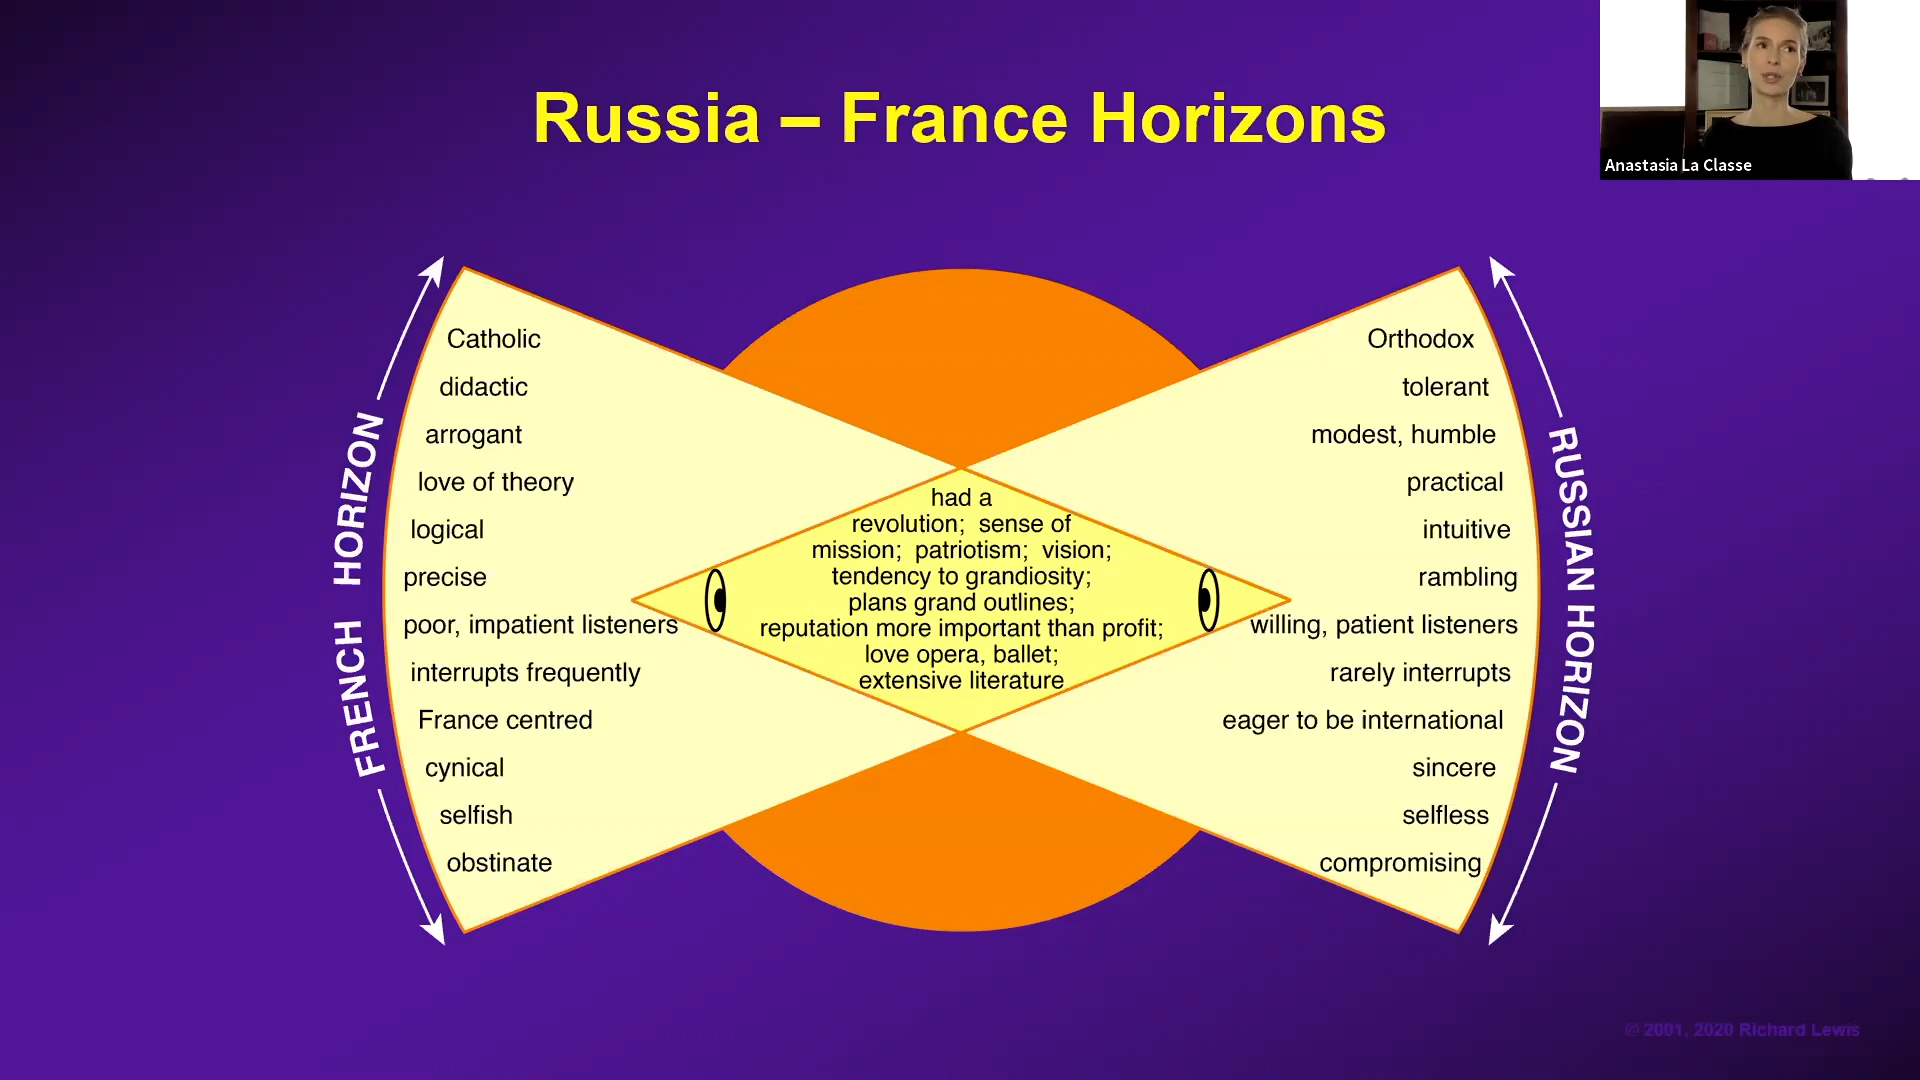 Russia – France Horizons
Anastasia La Classe
FRENCH HORIZON
Catholic
didactic
arrogant
love of theory
logical
precise
poor, impatient listeners
interrupts frequently
France centred
cynical
selfish
obstinate
had a
revolution; sense of
mission; patriotism; vision;
tendency to grandiosity;
plans grand outlines;
reputation more important than profit;
love opera, ballet;
extensive literature
Orthodox
tolerant
modest, humble
practical
intuitive
rambling
willing, patient listeners
rarely interrupts
eager to be international
sincere
selfless
compromising
RUSSIAN HORIZON
© 2001, 2020 Richard Lewis